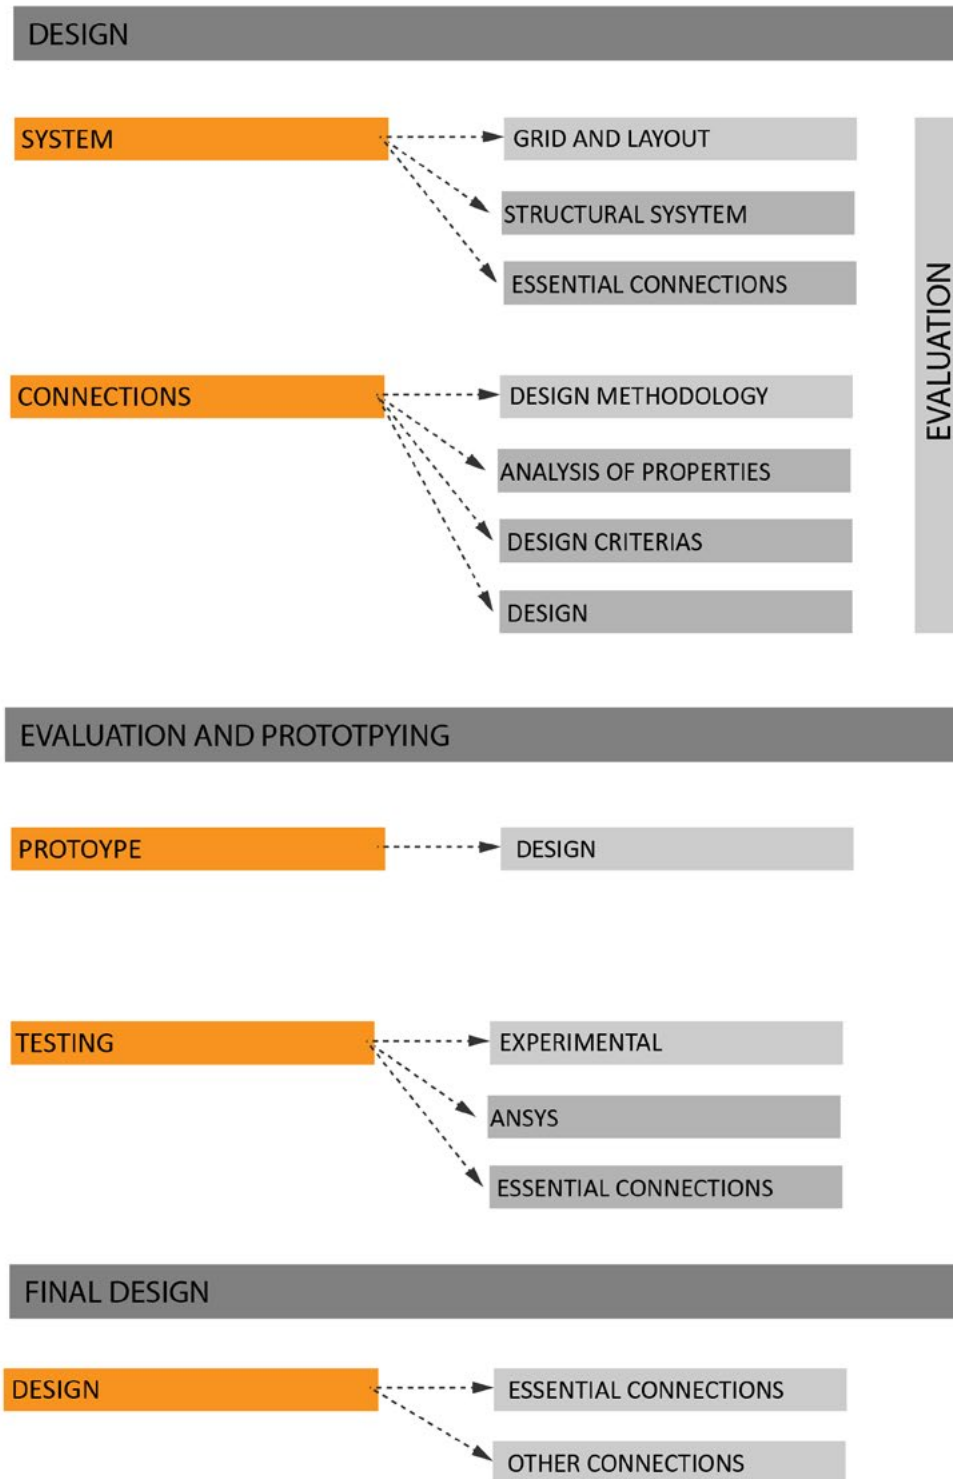 DESIGN
SYSTEM
GRID AND LAYOUT
STRUCTURAL SYSYTEM
ESSENTIAL CONNECTIONS
CONNECTIONS
DESIGN METHODOLOGY
ANALYSIS OF PROPERTIES
DESIGN CRITERIAS
DESIGN
EVALUATION
EVALUATION AND PROTOTPYING
PROTOYPE
DESIGN
TESTING
EXPERIMENTAL
ANSYS
ESSENTIAL CONNECTIONS
FINAL DESIGN
DESIGN
ESSENTIAL CONNECTIONS
OTHER CONNECTIONS